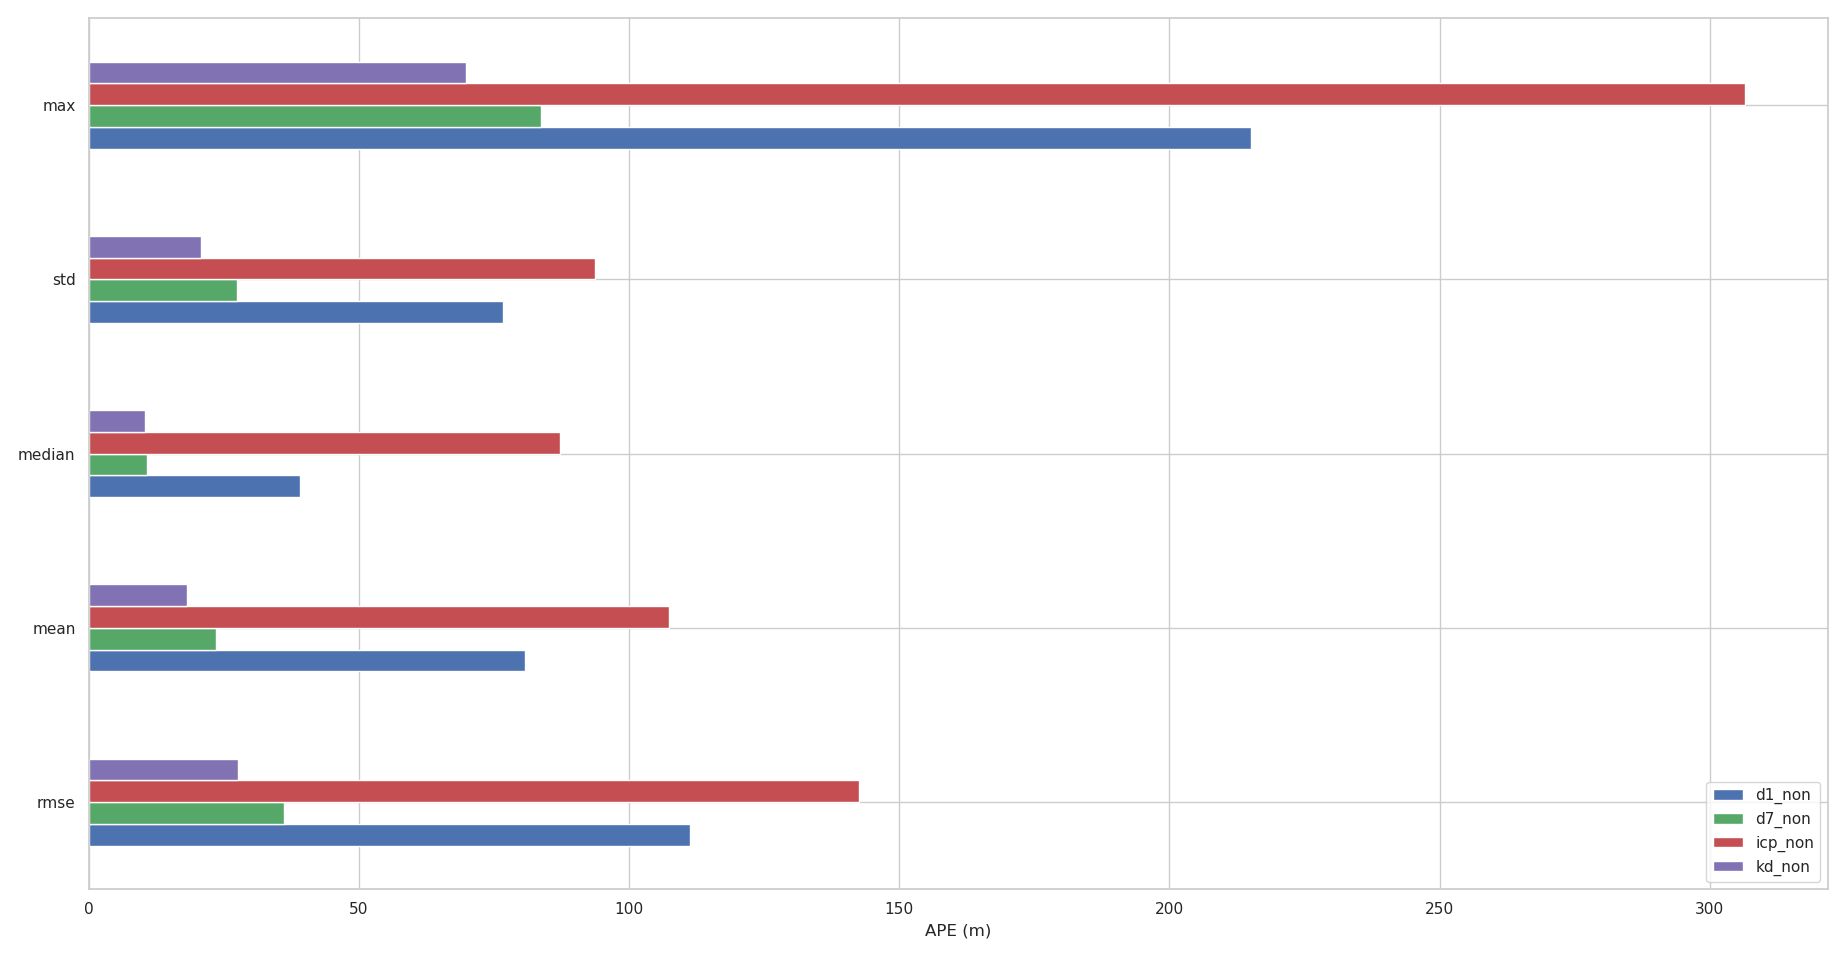 max
std
median
mean
rmse
d1_non
d7_non
icp_non
kd_non
0 50 100 150 200 250 300
APE (m)